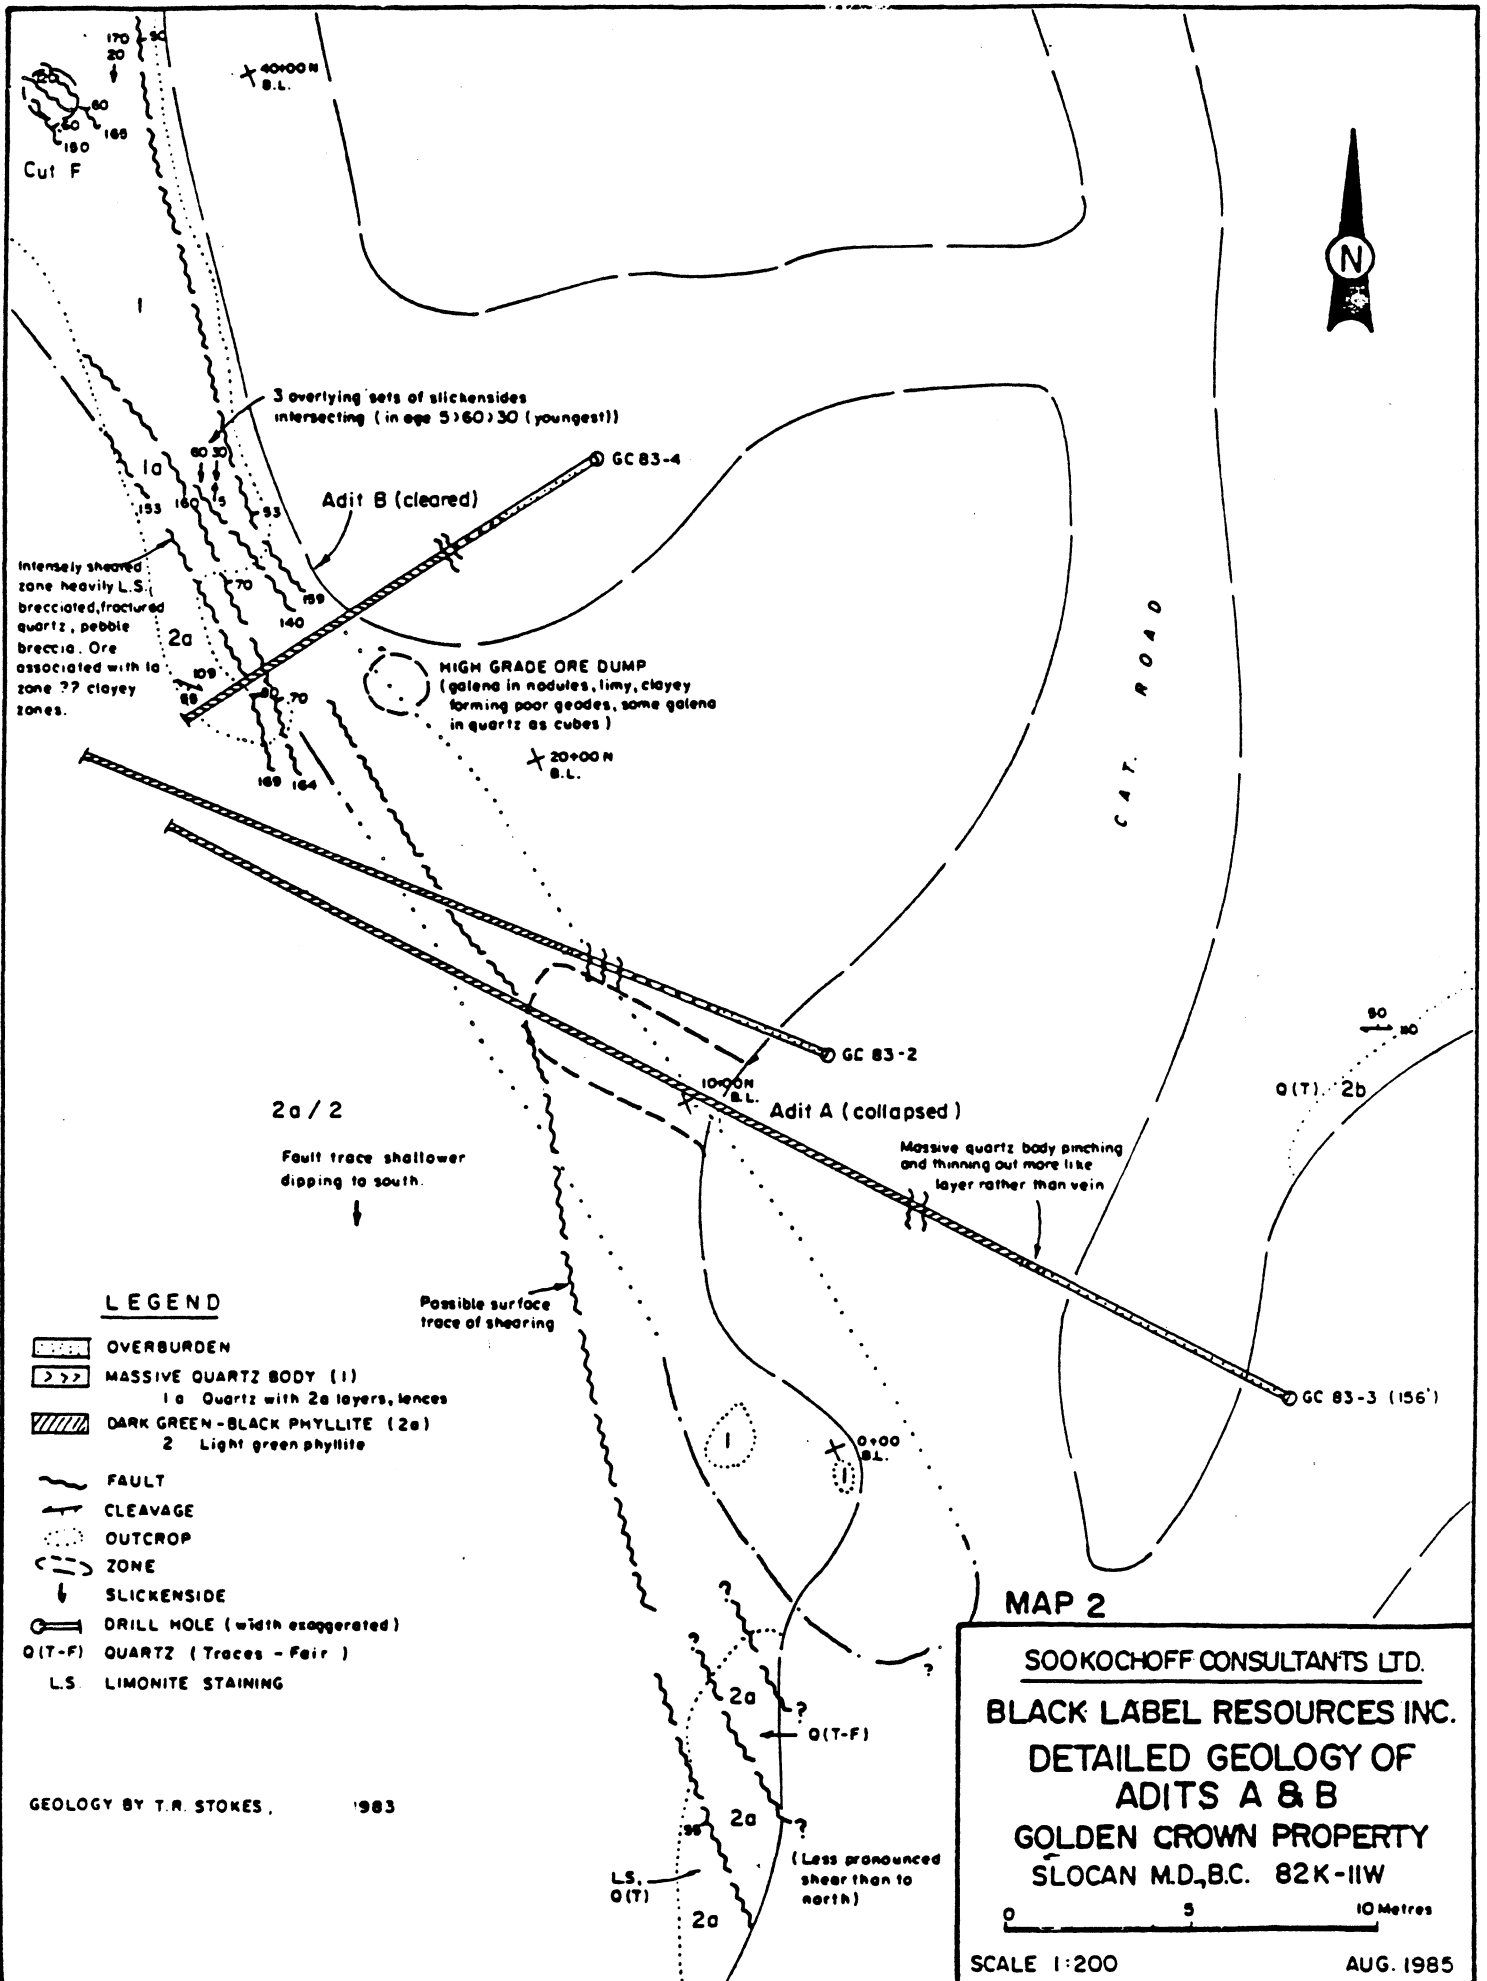 170
50
20
40+00 N
B.L.
120
60
60
165
150
Cut F
N
1
3 overlying sets of slickensides
intersecting (in age 5>60>30 (youngest))
60 30
1a
GC 83-4
153
160
15
53
Adit B (cleared)
Intensely sheared
zone heavily L.S.,
brecciated, fractured
quartz, pebble
breccia. Ore
associated with 1a
zone ?? clayey
zones.
70
159
140
2a
109
80
70
169
164
HIGH GRADE ORE DUMP
(galena in nodules, limy, clayey
forming poor geodes, some galena
in quartz as cubes)
20+00 N
B.L.
CAT. ROAD
GC 83-2
50
110
Q(T)
2b
10+00N
B.L.
Adit A (collapsed)
2a / 2
Fault trace shallower
dipping to south.
Massive quartz body pinching
and thinning out more like
layer rather than vein
Possible surface
trace of shearing
GC 83-3 (156')
1
0+00
B.L.
1
LEGEND
OVERBURDEN
MASSIVE QUARTZ BODY (1)
1a Quartz with 2a layers, lences
DARK GREEN-BLACK PHYLLITE (2a)
2 Light green phyllite
FAULT
CLEAVAGE
OUTCROP
ZONE
SLICKENSIDE
DRILL HOLE (width exaggerated)
Q(T-F) QUARTZ (Traces - Fair)
L.S. LIMONITE STAINING
?
?
?
?
2a
Q(T-F)
2a
?
(Less pronounced
shear than to
north)
L.S,
Q(T)
2a
GEOLOGY BY T.R. STOKES, 1983
MAP 2
SOOKOCHOFF CONSULTANTS LTD.
BLACK LABEL RESOURCES INC.
DETAILED GEOLOGY OF
ADITS A & B
GOLDEN CROWN PROPERTY
SLOCAN M.D., B.C. 82K-11W
0 5 10 Metres
SCALE 1:200 AUG. 1985